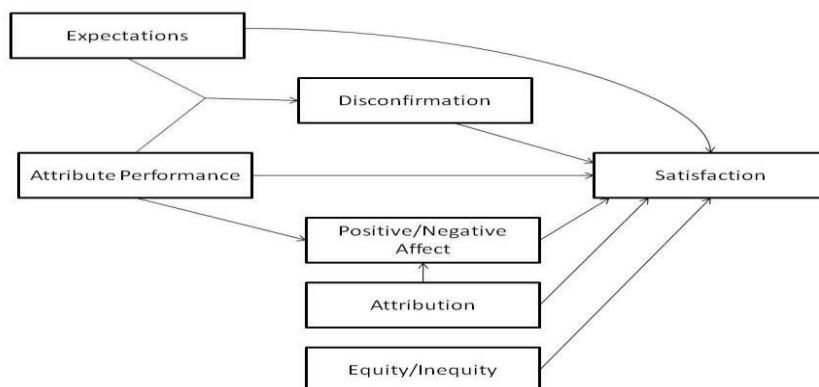 Expectations
Disconfirmation
Attribute Performance
Satisfaction
Positive/Negative
Affect
Attribution
Equity/Inequity